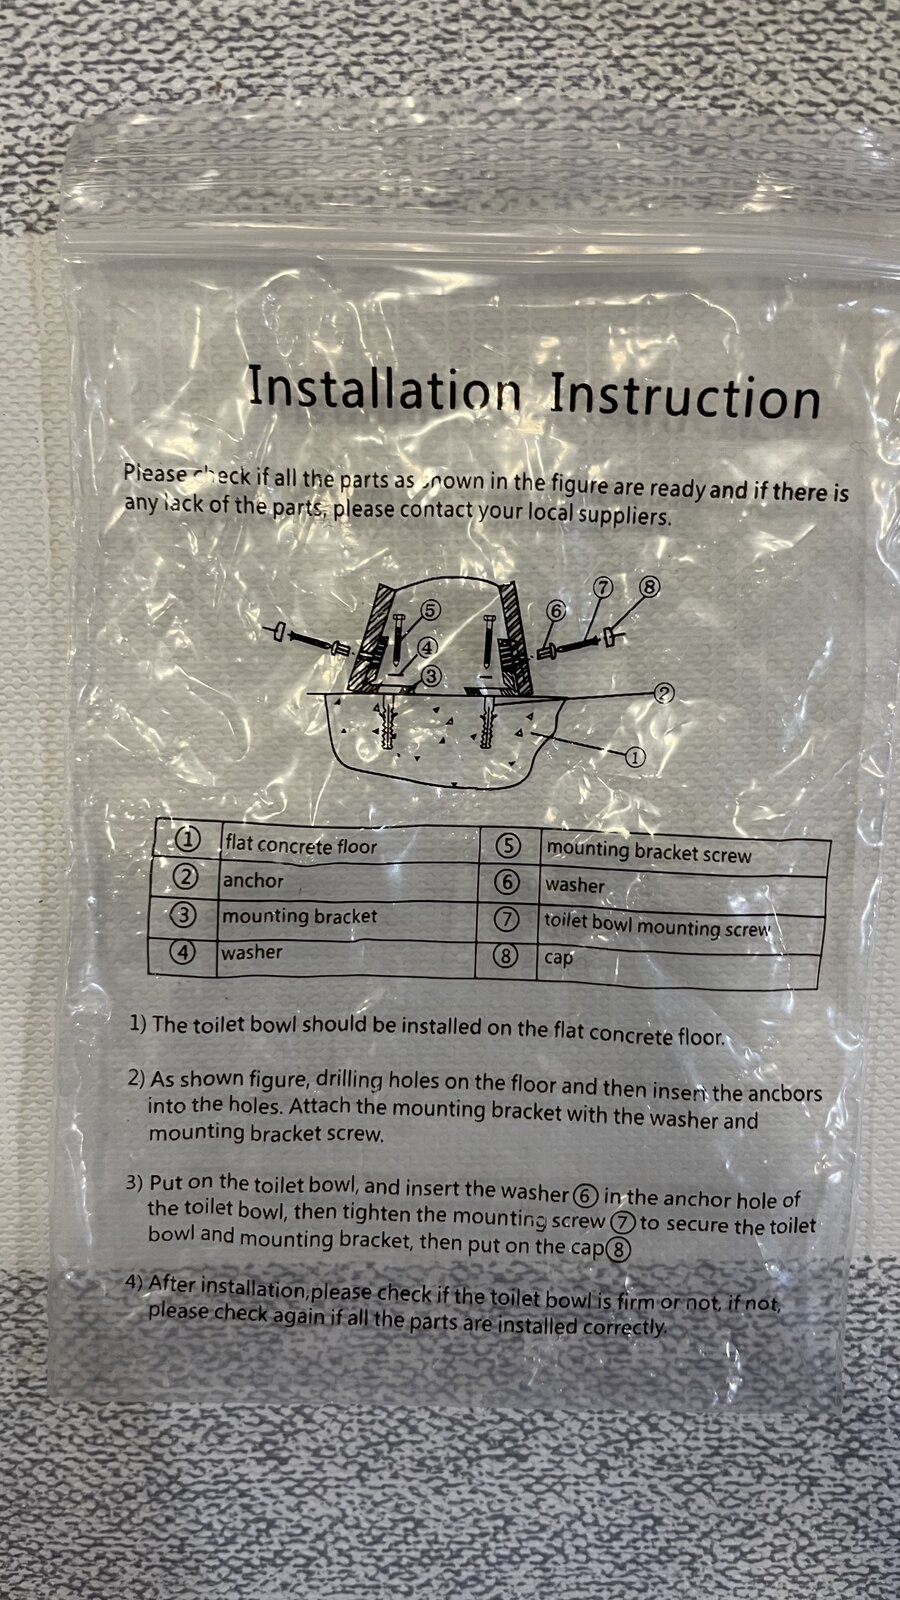 Installation Instruction
Please check if all the parts as shown in the figure are ready and if there is
any lack of the parts, please contact your local suppliers.
⑤ ⑥ ⑦ ⑧
④
③
②
①
① flat concrete floor ⑤ mounting bracket screw
② anchor ⑥ washer
③ mounting bracket ⑦ toilet bowl mounting screw
④ washer ⑧ cap
1) The toilet bowl should be installed on the flat concrete floor.
2) As shown figure, drilling holes on the floor and then insert the ancbors
into the holes. Attach the mounting bracket with the washer and
mounting bracket screw.
3) Put on the toilet bowl, and insert the washer⑥ in the anchor hole of
the toilet bowl, then tighten the mounting screw ⑦ to secure the toilet
bowl and mounting bracket, then put on the cap⑧
4) After installation,please check if the toilet bowl is firm or not, if not,
please check again if all the parts are installed correctly.